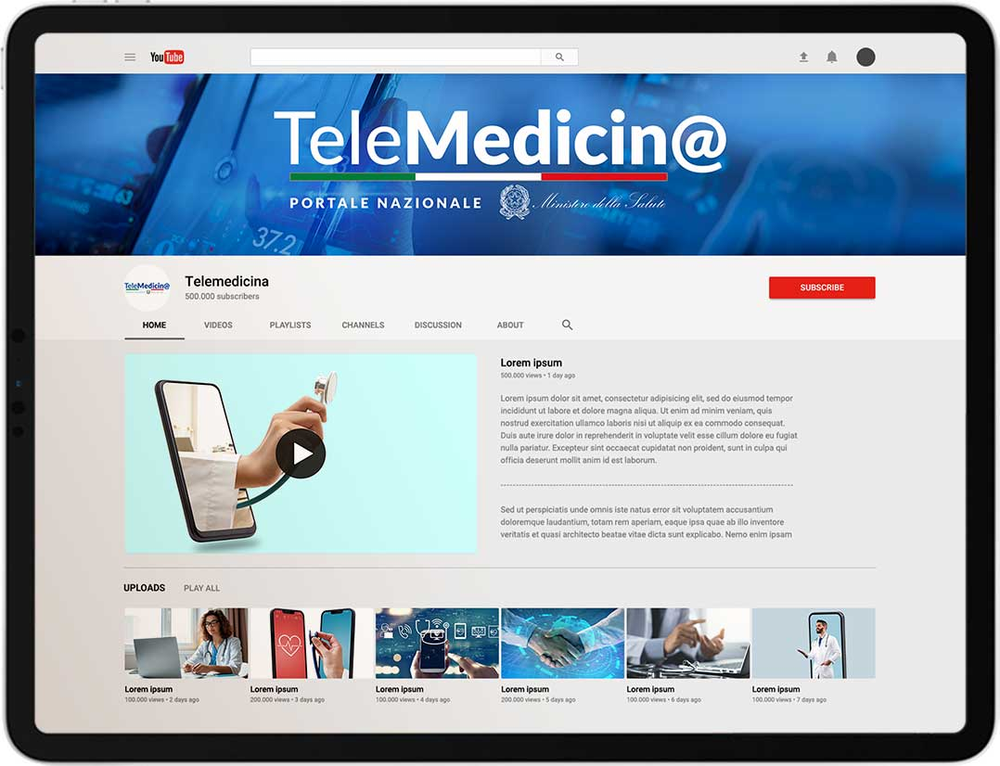 YouTube
TeleMedicin@
PORTALE NAZIONALE
Ministero della Salute
37.2
TeleMedicin@
Telemedicina
500.000 subscribers
SUBSCRIBE
HOME VIDEOS PLAYLISTS CHANNELS DISCUSSION ABOUT
Lorem ipsum
500.000 views • 1 day ago
Lorem ipsum dolor sit amet, consectetur adipisicing elit, sed do eiusmod tempor
incididunt ut labore et dolore magna aliqua. Ut enim ad minim veniam, quis
nostrud exercitation ullamco laboris nisi ut aliquip ex ea commodo consequat.
Duis aute irure dolor in reprehenderit in voluptate velit esse cillum dolore eu fugiat
nulla pariatur. Excepteur sint occaecat cupidatat non proident, sunt in culpa qui
officia deserunt mollit anim id est laborum.
Sed ut perspiciatis unde omnis iste natus error sit voluptatem accusantium
doloremque laudantium, totam rem aperiam, eaque ipsa quae ab illo inventore
veritatis et quasi architecto beatae vitae dicta sunt explicabo. Nemo enim ipsam
UPLOADS PLAY ALL
Lorem ipsum
100.000 views • 2 days ago
Lorem ipsum
200.000 views • 3 days ago
Lorem ipsum
100.000 views • 4 days ago
Lorem ipsum
200.000 views • 5 days ago
Lorem ipsum
100.000 views • 6 days ago
Lorem ipsum
100.000 views • 7 days ago